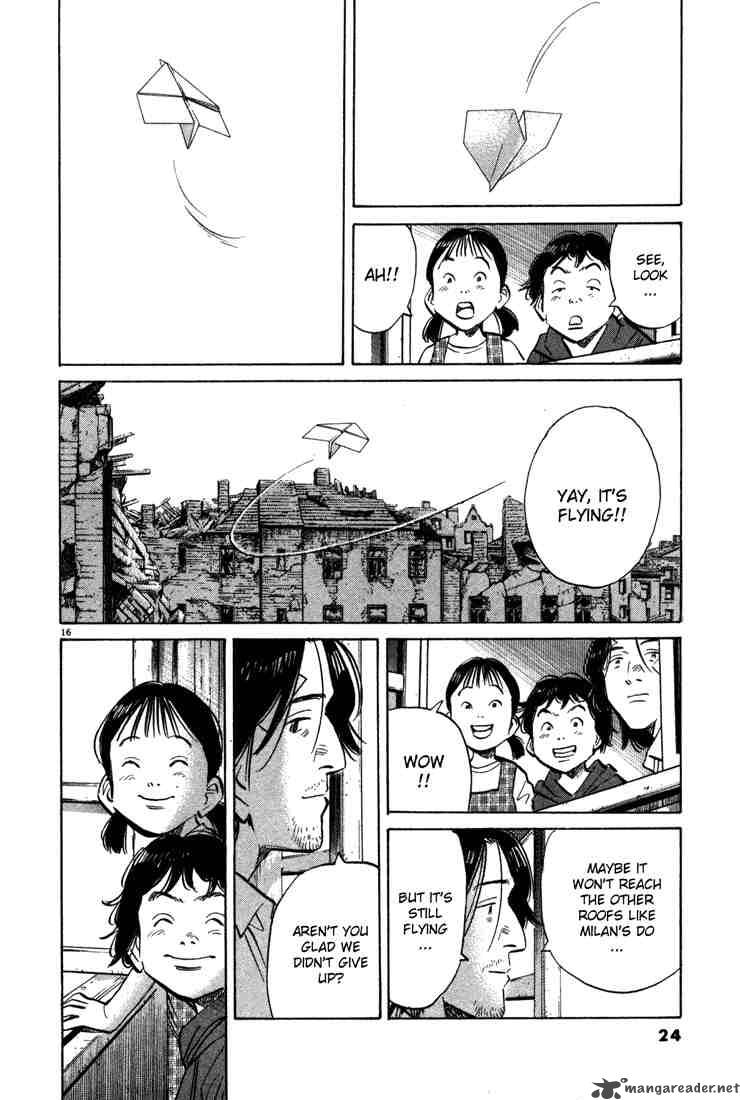 SEE,
LOOK
...
AH!!
YAY, IT'S
FLYING!!
16
WOW
!!
MAYBE IT
WON'T REACH
THE OTHER
ROOFS LIKE
MILAN'S DO
...
BUT IT'S
STILL
FLYING
...
AREN'T YOU
GLAD WE
DIDN'T GIVE
UP?
24
mangareader.net